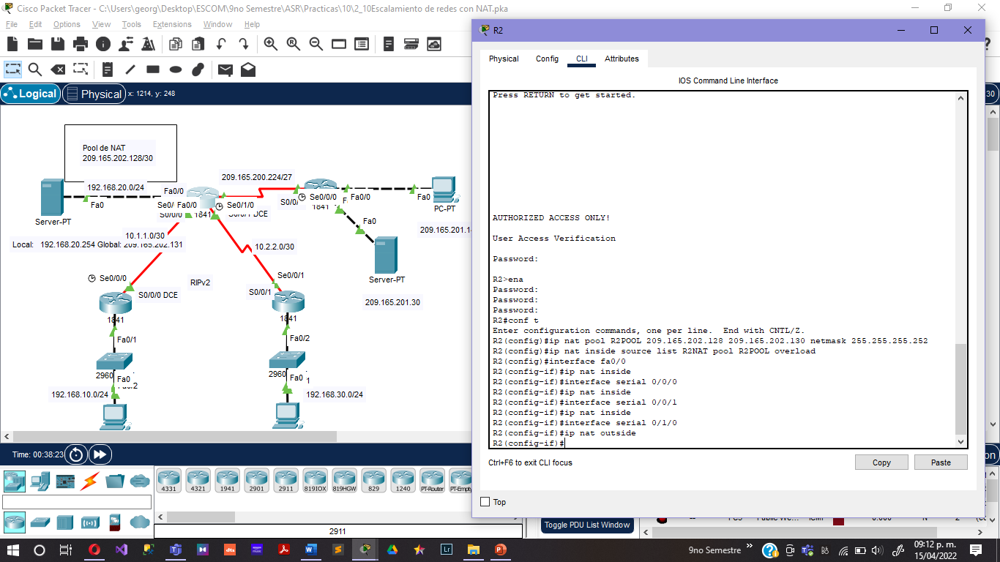 Cisco Packet Tracer - C:\Users\georg\Desktop\ESCOM\9no Semestre\ASR\Practicas\10\2_10Escalamiento de redes con NAT.pka
File Edit Options View Tools Extensions Window Help
Logical Physical x: 1214, y: 248
Pool de NAT
209.165.202.128/30
192.168.20.0/24
209.165.200.224/27
Fa0/0
Fa0
Server-PT
Se0/ Fa0/0
S0/0/0
1841
Se0/1/0
S0/0/1 DCE
S0/0/
Se0/0/0
Fa0/0
1841
Fa0
PC-PT
Fa0
209.165.201.14
10.1.1.0/30
Local: 192.168.20.254 Global: 209.165.202.131
10.2.2.0/30
Server-PT
209.165.201.30
Se0/0/0
RIPv2
Se0/0/1
S0/0/0 DCE
S0/0/1
1841
1841
Fa0/1
Fa0/2
2960
Fa0
2960
Fa0
1
192.168.10.0/24
192.168.30.0/24
Time: 00:38:23
4331 4321 1941 2901 2911 819IOX 819HGW 829 1240 PT-Router PT-Empty
2911
R2
Physical Config CLI Attributes
IOS Command Line Interface
Press RETURN to get started.
AUTHORIZED ACCESS ONLY!
User Access Verification
Password:
R2>ena
Password:
Password:
Password:
R2#conf t
Enter configuration commands, one per line.  End with CNTL/Z.
R2(config)#ip nat pool R2POOL 209.165.202.128 209.165.202.130 netmask 255.255.255.252
R2(config)#ip nat inside source list R2NAT pool R2POOL overload
R2(config)#interface fa0/0
R2(config-if)#ip nat inside
R2(config-if)#interface serial 0/0/0
R2(config-if)#ip nat inside
R2(config-if)#interface serial 0/0/1
R2(config-if)#ip nat inside
R2(config-if)#interface serial 0/1/0
R2(config-if)#ip nat outside
R2(config-if)#
Ctrl+F6 to exit CLI focus
Copy Paste
Top
Toggle PDU List Window
9no Semestre
09:12 p. m.
15/04/2022